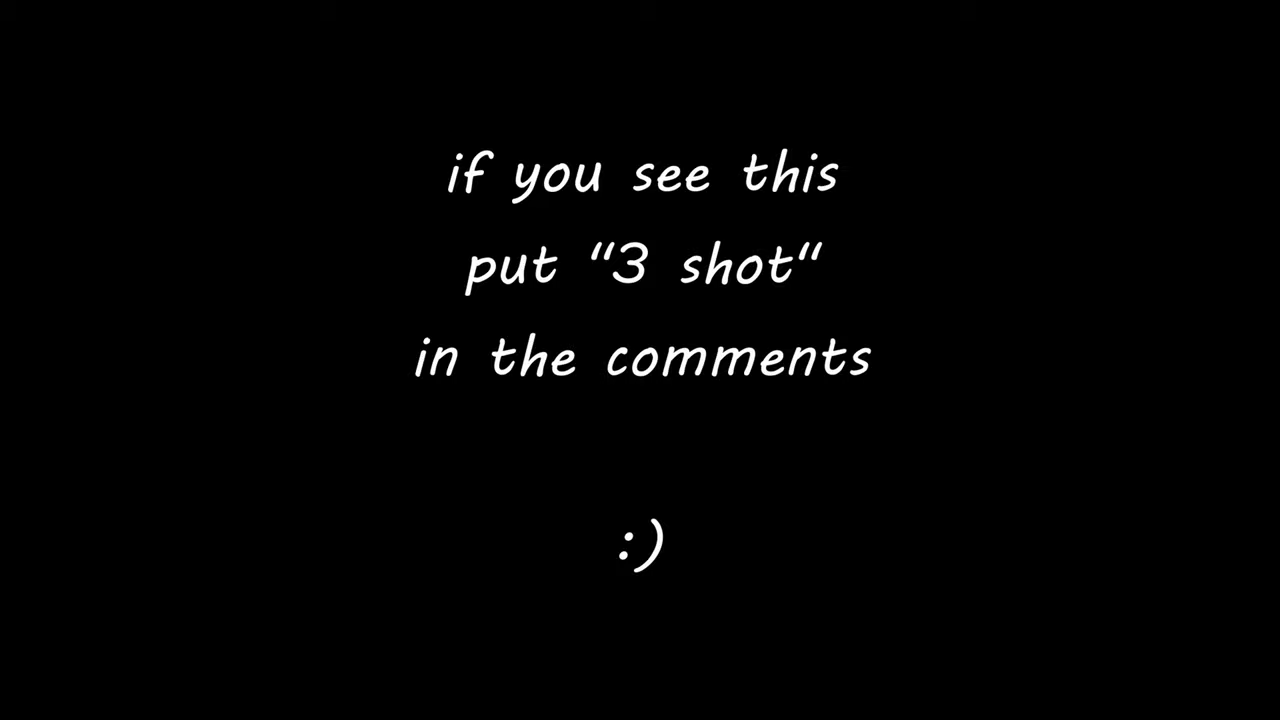 if you see this
put “3 shot“
in the comments
:)